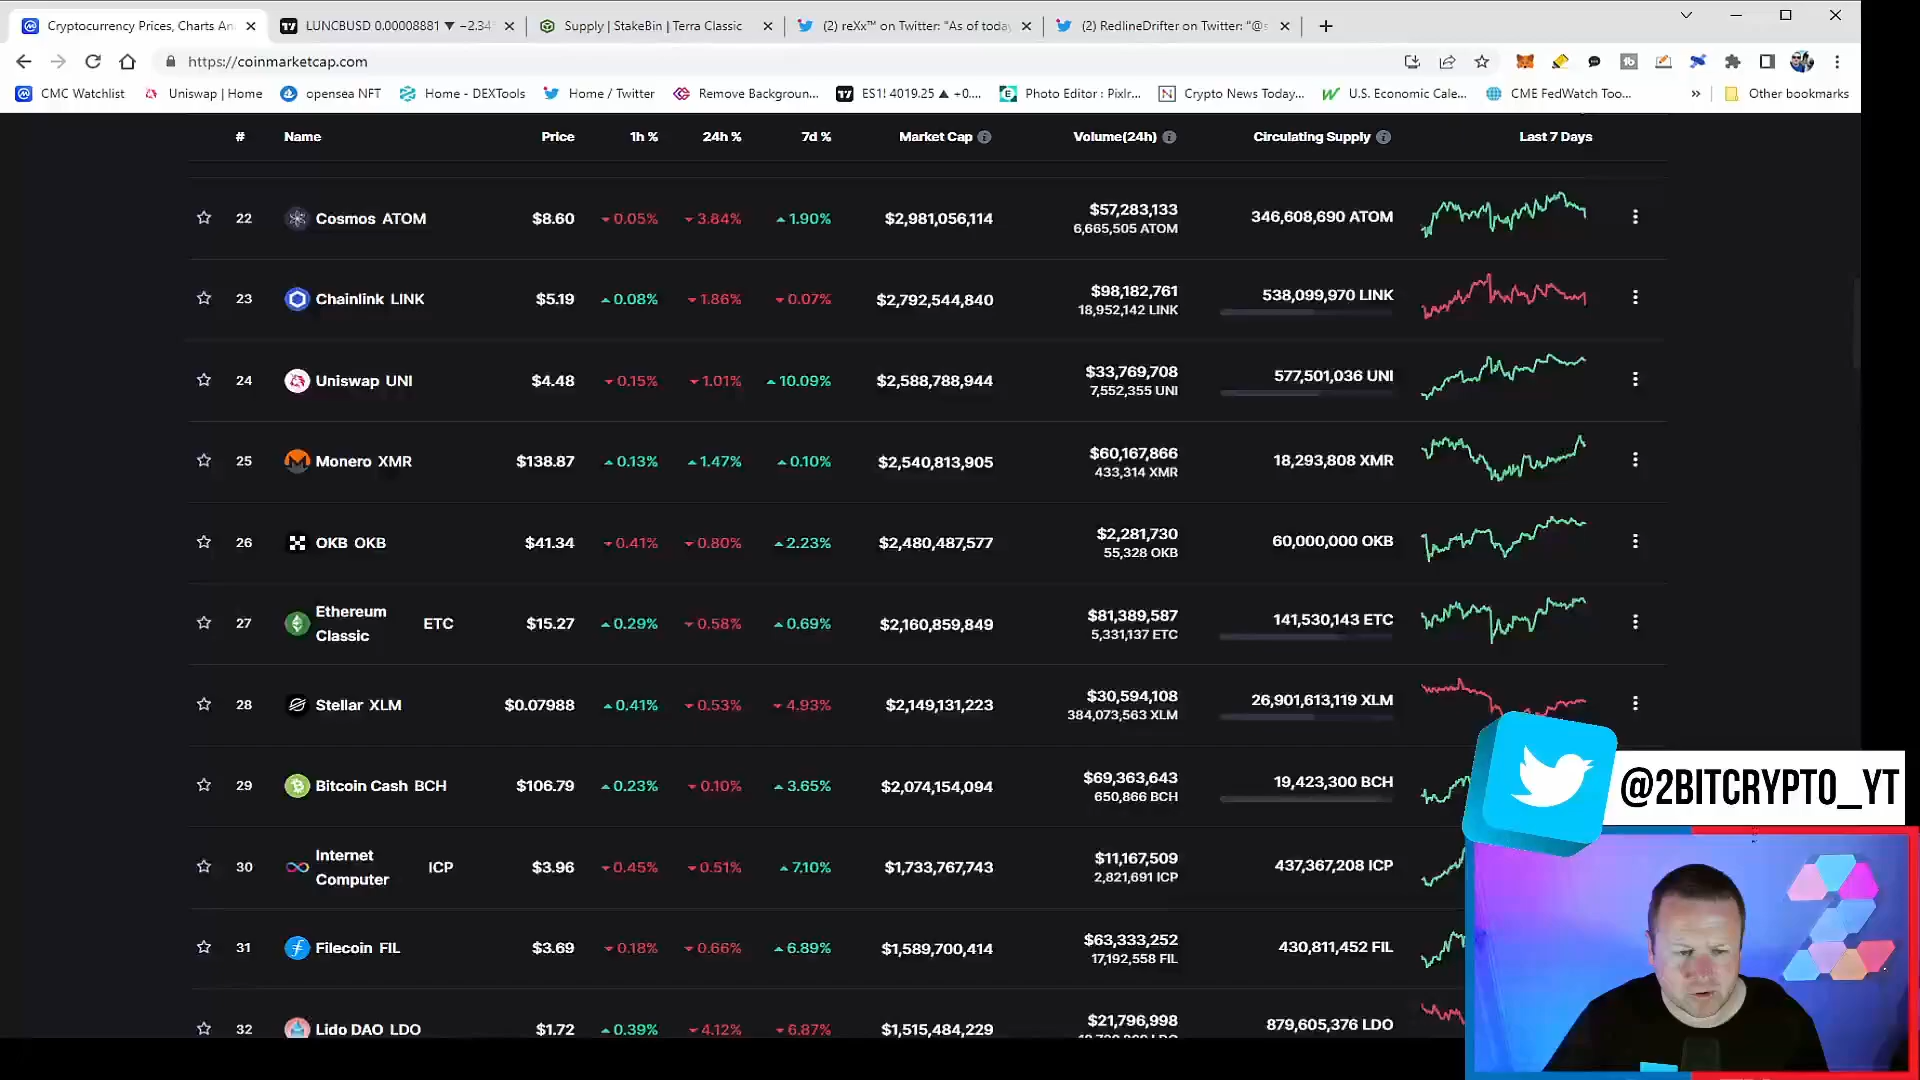 Cryptocurrency Prices, Charts An
LUNCBUSD 0.00008881 ▼ −2.34
Supply | StakeBin | Terra Classic
(2) reXx™ on Twitter: "As of today
(2) RedlineDrifter on Twitter: "@s
https://coinmarketcap.com
CMC Watchlist
Uniswap | Home
opensea NFT
Home - DEXTools
Home / Twitter
Remove Backgroun...
ES1! 4019.25 ▲ +0....
Photo Editor : Pixlr...
Crypto News Today...
U.S. Economic Cale...
CME FedWatch Too...
»
Other bookmarks
# Name Price 1h % 24h % 7d % Market Cap Volume(24h) Circulating Supply Last 7 Days
22 Cosmos ATOM $8.60 0.05% 3.84% 1.90% $2,981,056,114 $57,283,133 346,608,690 ATOM
6,665,505 ATOM
23 Chainlink LINK $5.19 0.08% 1.86% 0.07% $2,792,544,840 $98,182,761 538,099,970 LINK
18,952,142 LINK
24 Uniswap UNI $4.48 0.15% 1.01% 10.09% $2,588,788,944 $33,769,708 577,501,036 UNI
7,552,355 UNI
25 Monero XMR $138.87 0.13% 1.47% 0.10% $2,540,813,905 $60,167,866 18,293,808 XMR
433,314 XMR
26 OKB OKB $41.34 0.41% 0.80% 2.23% $2,480,487,577 $2,281,730 60,000,000 OKB
55,328 OKB
27 Ethereum Classic ETC $15.27 0.29% 0.58% 0.69% $2,160,859,849 $81,389,587 141,530,143 ETC
5,331,137 ETC
28 Stellar XLM $0.07988 0.41% 0.53% 4.93% $2,149,131,223 $30,594,108 26,901,613,119 XLM
384,073,563 XLM
29 Bitcoin Cash BCH $106.79 0.23% 0.10% 3.65% $2,074,154,094 $69,363,643 19,423,300 BCH
650,866 BCH
@2BITCRYPTO_YT
30 Internet Computer ICP $3.96 0.45% 0.51% 7.10% $1,733,767,743 $11,167,509 437,367,208 ICP
2,821,691 ICP
31 Filecoin FIL $3.69 0.18% 0.66% 6.89% $1,589,700,414 $63,333,252 430,811,452 FIL
17,192,558 FIL
32 Lido DAO LDO $1.72 0.39% 4.12% 6.87% $1,515,484,229 $21,796,998 879,605,376 LDO